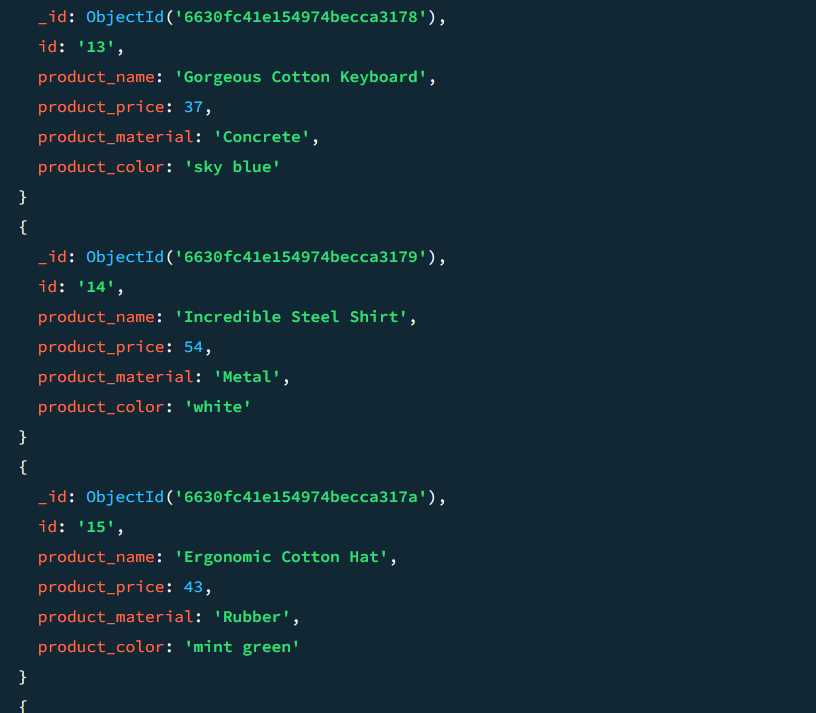 _id: ObjectId('6630fc41e154974becca3178'),
id: '13',
product_name: 'Gorgeous Cotton Keyboard',
product_price: 37,
product_material: 'Concrete',
product_color: 'sky blue'
}
{
_id: ObjectId('6630fc41e154974becca3179'),
id: '14',
product_name: 'Incredible Steel Shirt',
product_price: 54,
product_material: 'Metal',
product_color: 'white'
}
{
_id: ObjectId('6630fc41e154974becca317a'),
id: '15',
product_name: 'Ergonomic Cotton Hat',
product_price: 43,
product_material: 'Rubber',
product_color: 'mint green'
}
{